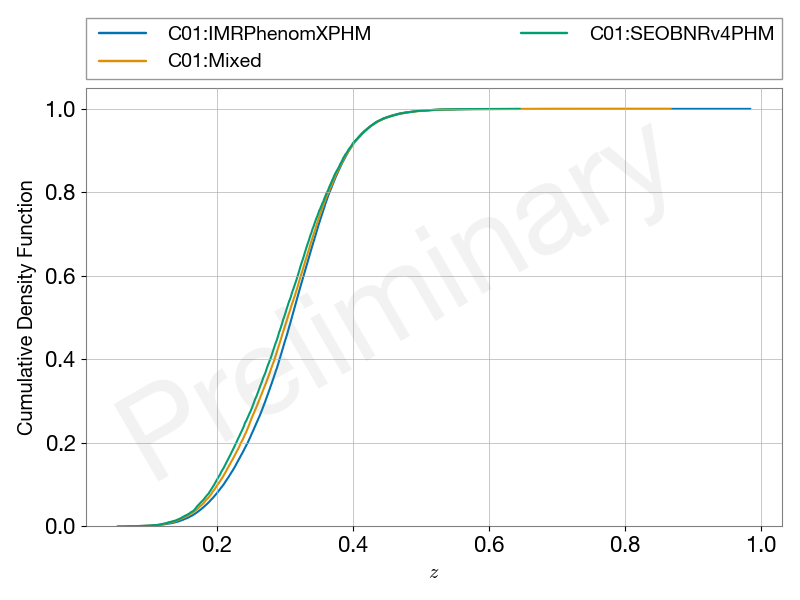 C01:IMRPhenomXPHM
C01:Mixed
C01:SEOBNRv4PHM
Cumulative Density Function
1.0
0.8
0.6
0.4
0.2
0.0
Preliminary
0.2 0.4 0.6 0.8 1.0
z